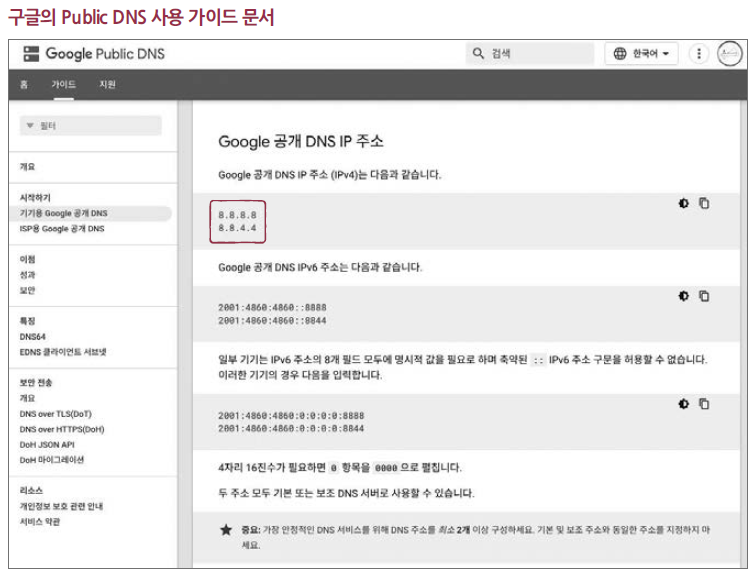 구글의 Public DNS 사용 가이드 문서
Google Public DNS
검색
한국어
홈 가이드 지원
필터
개요
시작하기
기기용 Google 공개 DNS
ISP용 Google 공개 DNS
이점
성과
보안
특징
DNS64
EDNS 클라이언트 서브넷
보안 전송
개요
DNS over TLS(DoT)
DNS over HTTPS(DoH)
DoH JSON API
DoH 마이그레이션
리소스
개인정보 보호 관련 안내
서비스 약관
Google 공개 DNS IP 주소
Google 공개 DNS IP 주소 (IPv4)는 다음과 같습니다.
8.8.8.8
8.8.4.4
Google 공개 DNS IPv6 주소는 다음과 같습니다.
2001:4860:4860::8888
2001:4860:4860::8844
일부 기기는 IPv6 주소의 8개 필드 모두에 명시적 값을 필요로 하며 축약된 :: IPv6 주소 구문을 허용할 수 없습니다.
이러한 기기의 경우 다음을 입력합니다.
2001:4860:4860:0:0:0:0:8888
2001:4860:4860:0:0:0:0:8844
4자리 16진수가 필요하면 0 항목을 0000 으로 펼칩니다.
두 주소 모두 기본 또는 보조 DNS 서버로 사용할 수 있습니다.
중요: 가장 안정적인 DNS 서비스를 위해 DNS 주소를 최소 2개 이상 구성하세요. 기본 및 보조 주소와 동일한 주소를 지정하지 마
세요.